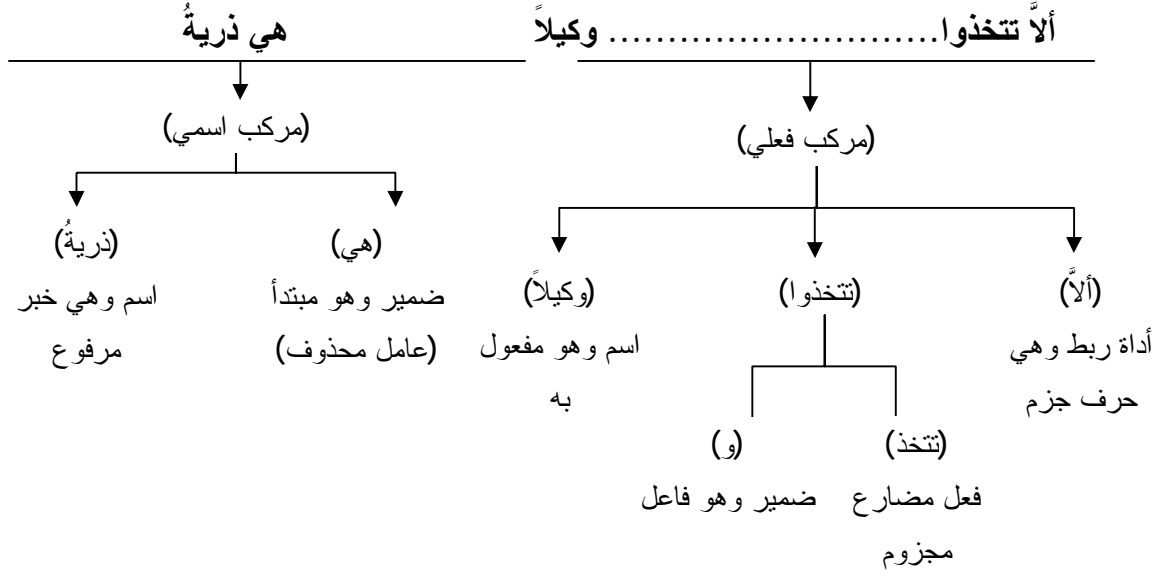 ألاَّ تتخذوا............................ وكيلاً هي ذريةُ
(مركب فعلي) (مركب اسمي)
(ألاَّ) (تتخذوا) (وكيلاً) (هي) (ذريةُ)
أداة ربط وهي اسم وهو مفعول ضمير وهو مبتدأ اسم وهي خبر
حرف جزم به (عامل محذوف) مرفوع
(تتخذ) (و)
فعل مضارع ضمير وهو فاعل
مجزوم